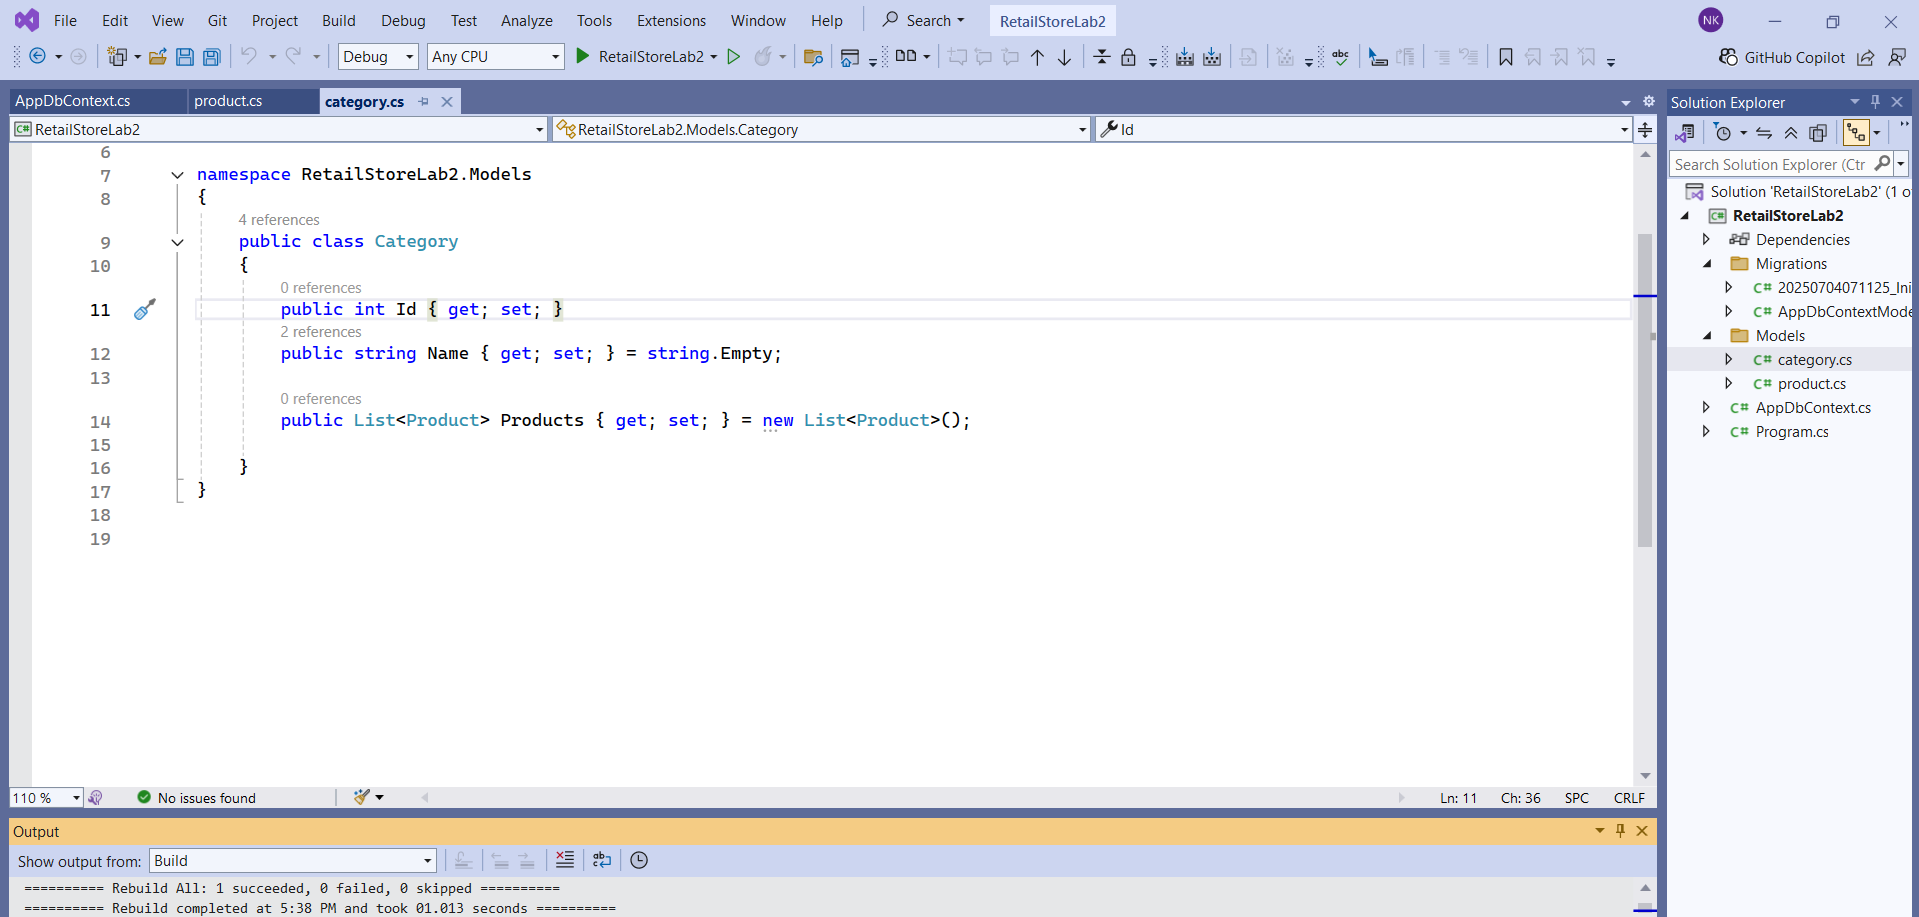 File Edit View Git Project Build Debug Test Analyze Tools Extensions Window Help Search RetailStoreLab2 NK
Debug Any CPU RetailStoreLab2 GitHub Copilot
AppDbContext.cs product.cs category.cs
RetailStoreLab2 RetailStoreLab2.Models.Category Id
6
7 namespace RetailStoreLab2.Models
8 {
4 references
9 public class Category
10 {
0 references
11 public int Id { get; set; }
2 references
12 public string Name { get; set; } = string.Empty;
13
0 references
14 public List<Product> Products { get; set; } = new List<Product>();
15
16 }
17 }
18
19
110 % No issues found Ln: 11 Ch: 36 SPC CRLF
Output
Show output from: Build
========== Rebuild All: 1 succeeded, 0 failed, 0 skipped ==========
========== Rebuild completed at 5:38 PM and took 01.013 seconds ==========
Solution Explorer
Search Solution Explorer (Ctr
Solution 'RetailStoreLab2' (1 o
C# RetailStoreLab2
Dependencies
Migrations
C# 20250704071125_Ini
C# AppDbContextMode
Models
C# category.cs
C# product.cs
C# AppDbContext.cs
C# Program.cs